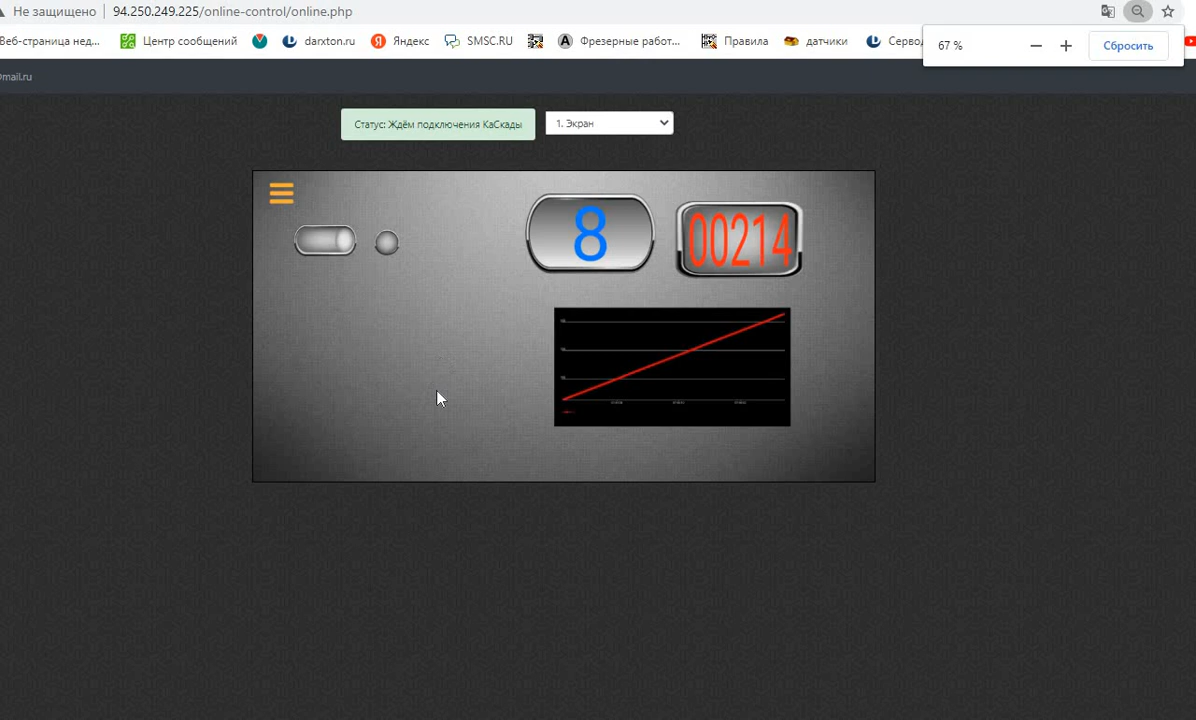 Не защищено 94.250.249.225/online-control/online.php
Веб-страница нед... Центр сообщений darxton.ru Яндекс SMSC.RU Фрезерные работ... Правила датчики Серво
67 %
Сбросить
@mail.ru
Статус: Ждём подключения КаСкады
1. Экран
8
00214